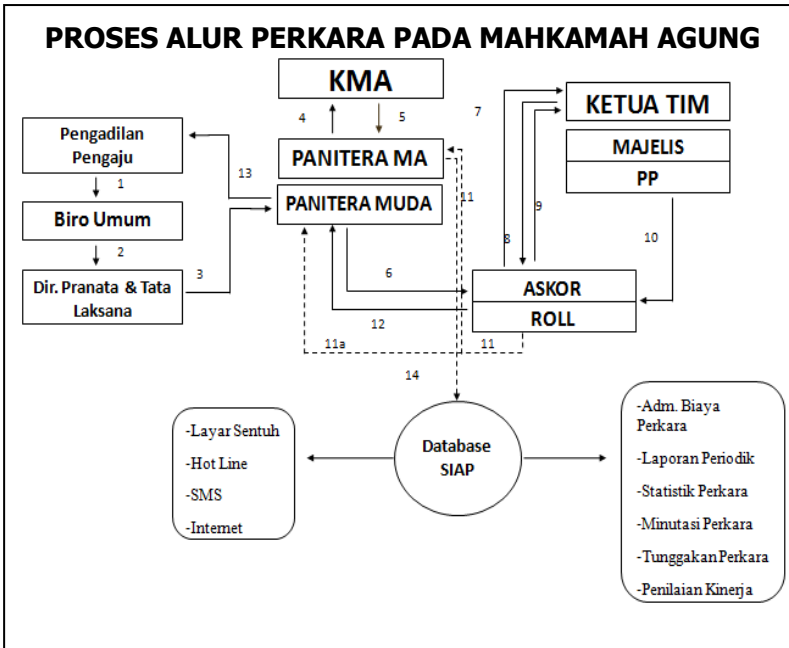 PROSES ALUR PERKARA PADA MAHKAMAH AGUNG
KMA
4
5
7
KETUA TIM
Pengadilan
Pengaju
PANITERA MA
MAJELIS
PP
13
1
11
PANITERA MUDA
9
Biro Umum
8
10
2
3
6
Dir. Pranata & Tata
Laksana
ASKOR
ROLL
12
11a
11
14
-Layar Sentuh
-Hot Line
-SMS
-Internet
Database
SIAP
-Adm. Biaya
Perkara
-Laporan Periodik
-Statistik Perkara
-Minutasi Perkara
-Tunggakan Perkara
-Penilaian Kinerja